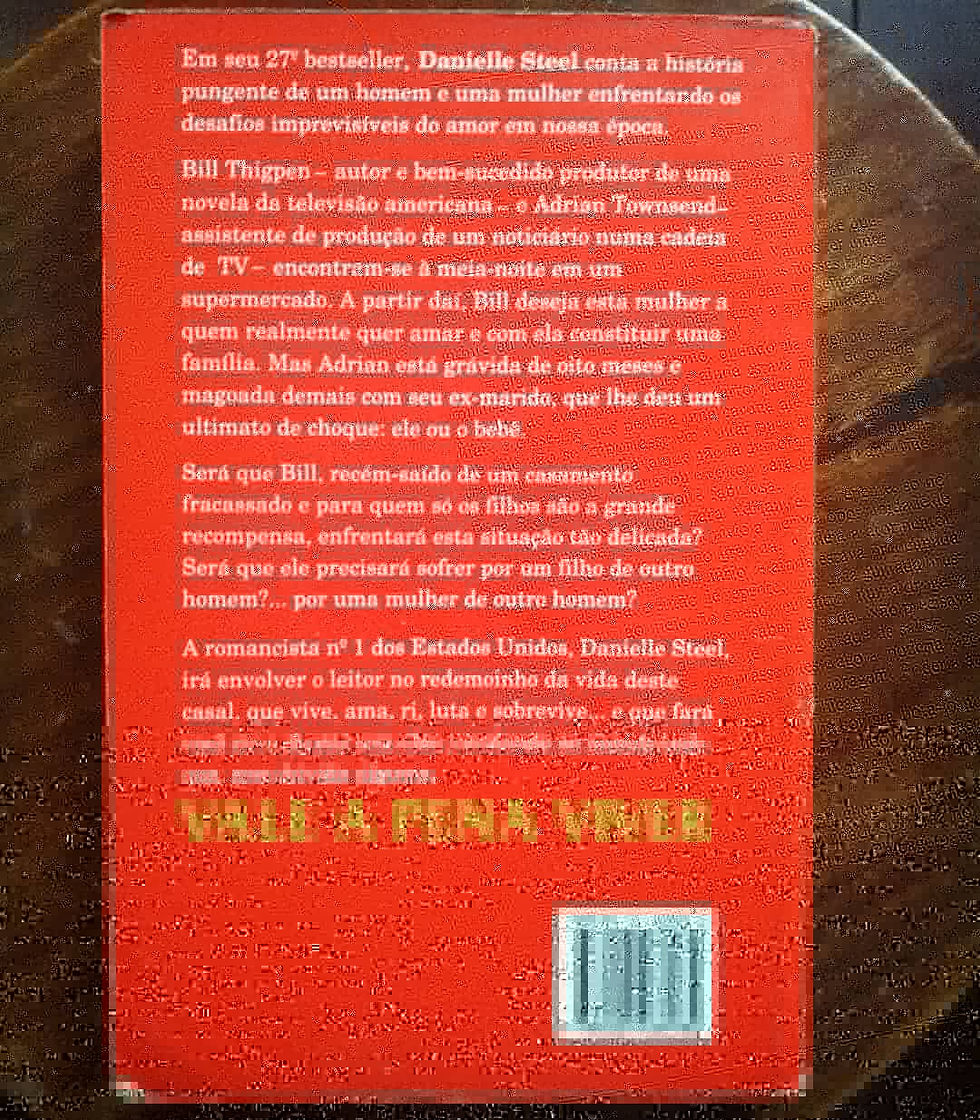 Em seu 27º bestseller, Danielle Steel conta a história
pungente de um homem e uma mulher enfrentando os
desafios imprevisíveis do amor em nossa época.
Bill Thigpen – autor e bem-sucedido produtor de uma
novela da televisão americana – e Adrian Townsend–
assistente de produção de um noticiário numa cadeia
de TV– encontram-se à meia-noite em um
supermercado. A partir daí, Bill deseja esta mulher a
quem realmente quer amar e com ela constituir uma
família. Mas Adrian está grávida de oito meses e
magoada demais com seu ex-marido, que lhe deu um
ultimato de choque: ele ou o bebê.
Será que Bill, recém-saído de um casamento
fracassado e para quem só os filhos são a grande
recompensa, enfrentará esta situação tão delicada?
Será que ele precisará sofrer por um filho de outro
homem?... por uma mulher de outro homem?
A romancista nº 1 dos Estados Unidos, Danielle Steel,
irá envolver o leitor no redemoinho da vida deste
casal, que vive, ama, ri, luta e sobrevive... e que fará
VALE A PENA VIVER